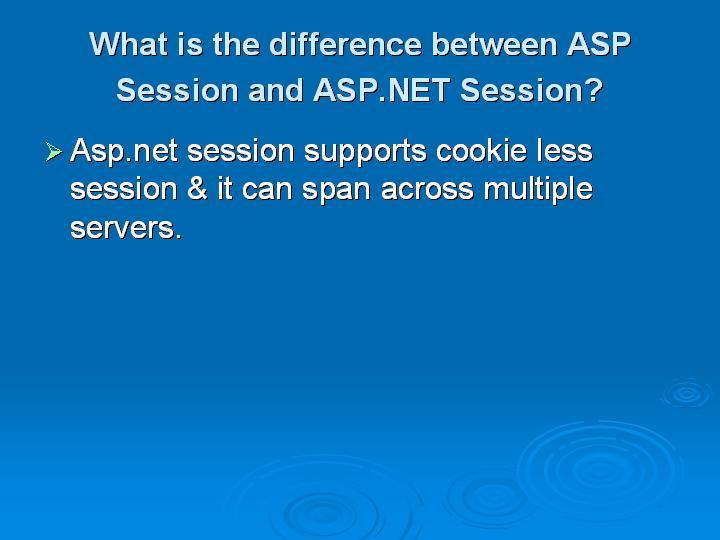 What is the difference between ASP
Session and ASP.NET Session?
Asp.net session supports cookie less
session & it can span across multiple
servers.